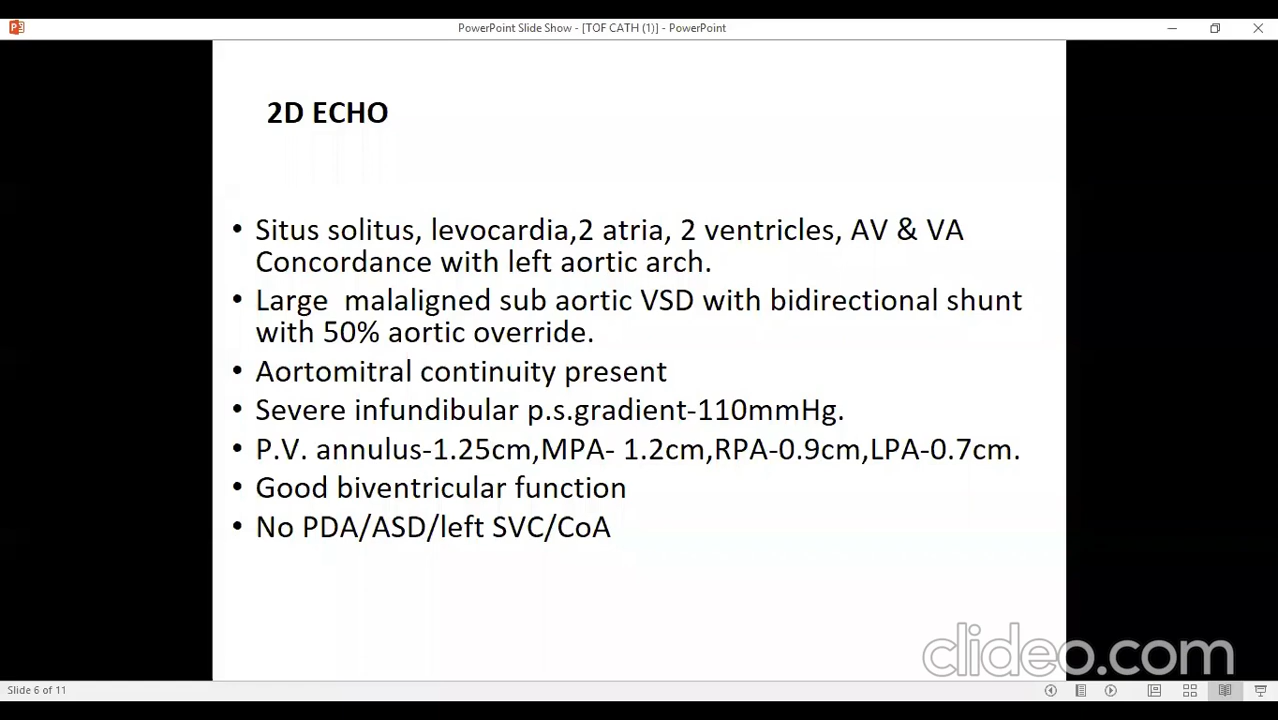 PowerPoint Slide Show - [TOF CATH (1)] - PowerPoint
2D ECHO
• Situs solitus, levocardia,2 atria, 2 ventricles, AV & VA
Concordance with left aortic arch.
• Large malaligned sub aortic VSD with bidirectional shunt
with 50% aortic override.
• Aortomitral continuity present
• Severe infundibular p.s.gradient-110mmHg.
• P.V. annulus-1.25cm,MPA- 1.2cm,RPA-0.9cm,LPA-0.7cm.
• Good biventricular function
• No PDA/ASD/left SVC/CoA
clideo.com
Slide 6 of 11